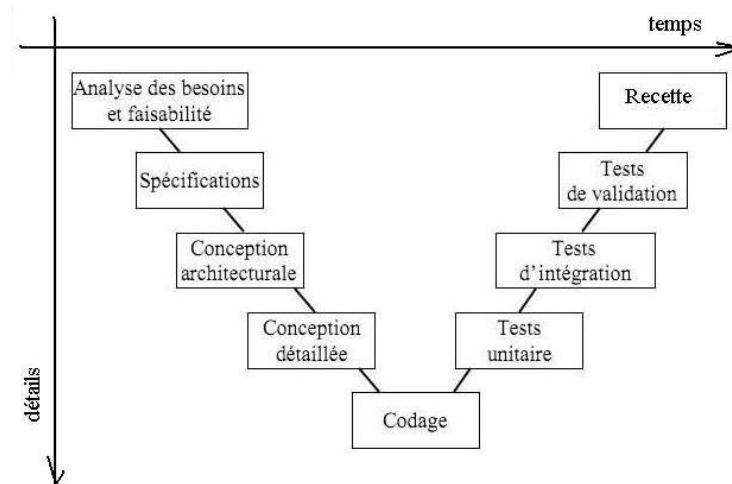 temps
Analyse des besoins
et faisabilité
Recette
Spécifications
Tests
de validation
Conception
architecturale
Tests
d'intégration
Conception
détaillée
Tests
unitaire
Codage
détails